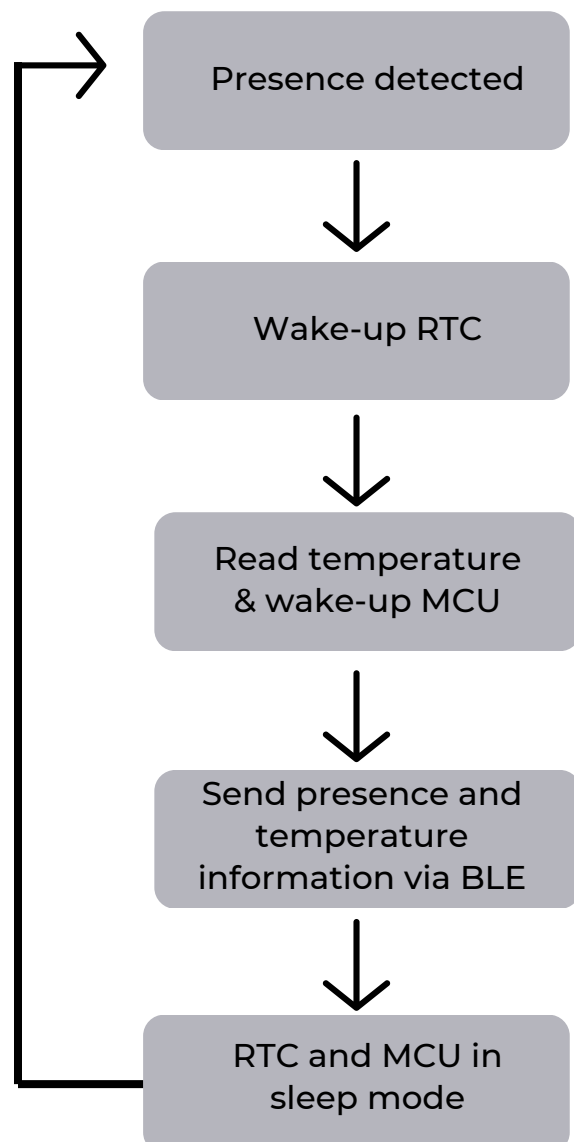 Presence detected
Wake-up RTC
Read temperature
& wake-up MCU
Send presence and
temperature
information via BLE
RTC and MCU in
sleep mode